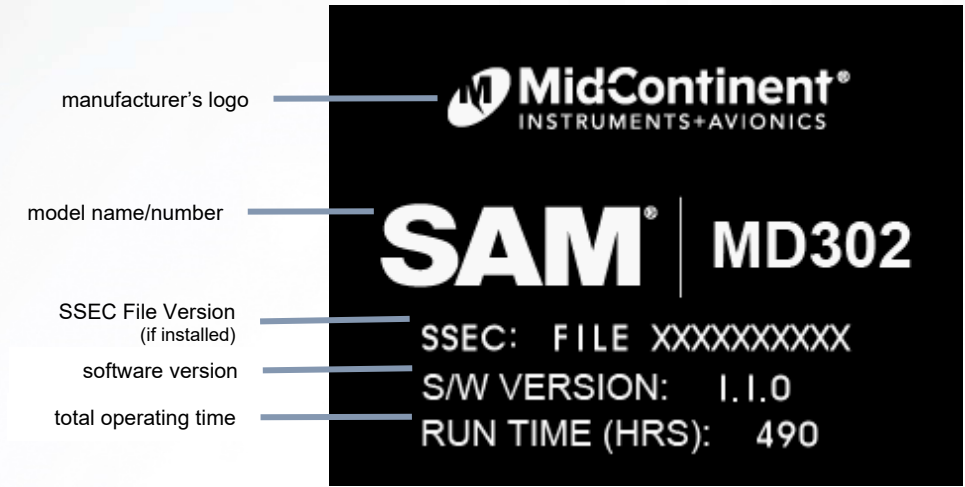 manufacturer's logo
MidContinent®
INSTRUMENTS+AVIONICS
model name/number
SAM® | MD302
SSEC File Version
(if installed)
SSEC: FILE XXXXXXXXXX
software version
S/W VERSION: 1.1.0
total operating time
RUN TIME (HRS): 490